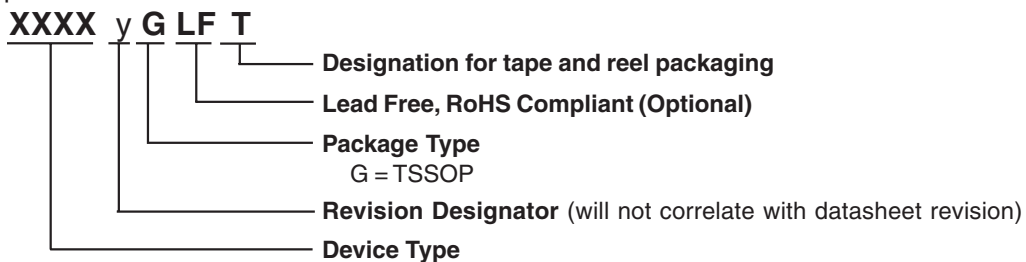 XXXX y G LF T
Designation for tape and reel packaging
Lead Free, RoHS Compliant (Optional)
Package Type
G = TSSOP
Revision Designator (will not correlate with datasheet revision)
Device Type